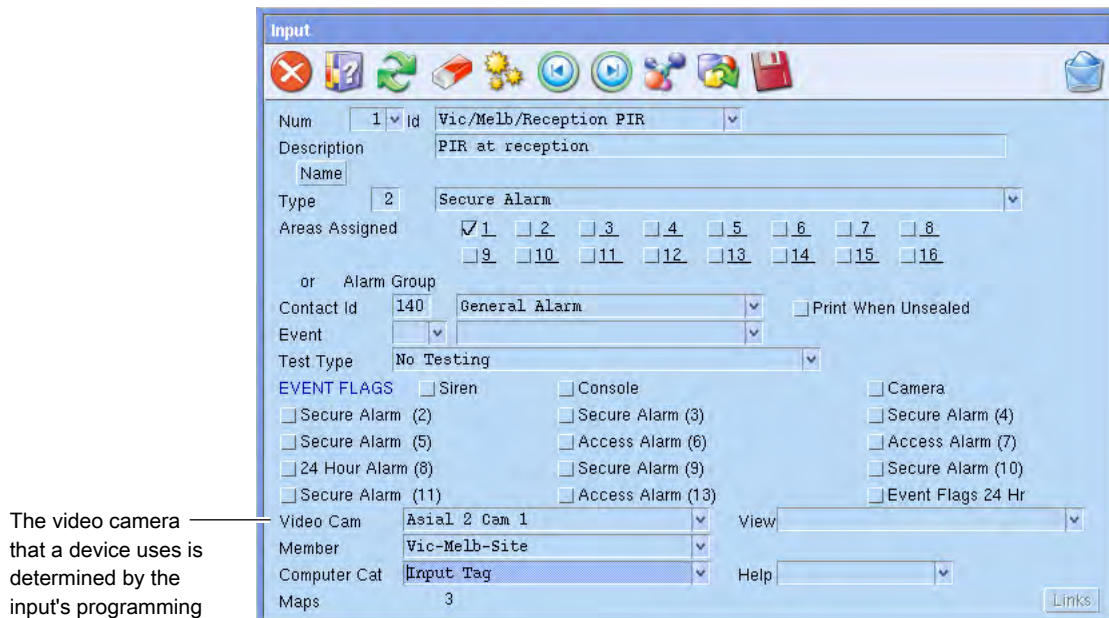 Input
Num 1 Id Vic/Melb/Reception PIR
Description PIR at reception
Name
Type 2 Secure Alarm
Areas Assigned 1 2 3 4 5 6 7 8
9 10 11 12 13 14 15 16
or Alarm Group
Contact Id 140 General Alarm Print When Unsealed
Event
Test Type No Testing
EVENT FLAGS Siren Console Camera
Secure Alarm (2) Secure Alarm (3) Secure Alarm (4)
Secure Alarm (5) Access Alarm (6) Access Alarm (7)
24 Hour Alarm (8) Secure Alarm (9) Secure Alarm (10)
Secure Alarm (11) Access Alarm (13) Event Flags 24 Hr
Video Cam Asial 2 Cam 1 View
Member Vic-Melb-Site
Computer Cat Input Tag Help
Maps 3 Links
The video camera
that a device uses is
determined by the
input's programming